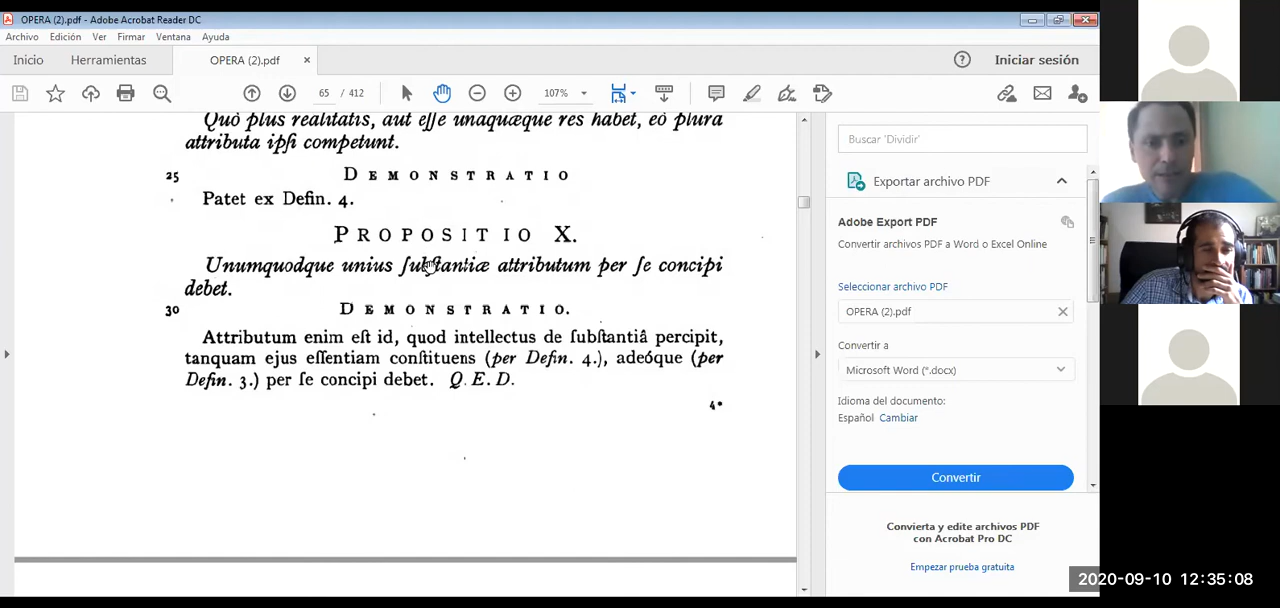 OPERA (2).pdf - Adobe Acrobat Reader DC
Archivo Edición Ver Firmar Ventana Ayuda
Inicio Herramientas OPERA (2).pdf × Iniciar sesión
65 / 412 107%
Quò plus realitatis, aut eſſe unaquæque res habet, eò plura
attributa ipſi competunt.
25 DEMONSTRATIO
Patet ex Defin. 4.
PROPOSITIO X.
Unumquodque unius ſubſtantiæ attributum per ſe concipi
debet.
30 DEMONSTRATIO.
Attributum enim eſt id, quod intellectus de ſubſtantiâ percipit,
tanquam ejus eſſentiam conſtituens (per Defin. 4.), adeóque (per
Defin. 3.) per ſe concipi debet. Q. E. D.
4*
Buscar 'Dividir'
Exportar archivo PDF
Adobe Export PDF
Convertir archivos PDF a Word o Excel Online
Seleccionar archivo PDF
OPERA (2).pdf ×
Convertir a
Microsoft Word (*.docx)
Idioma del documento:
Español Cambiar
Convertir
Convierta y edite archivos PDF
con Acrobat Pro DC
Empezar prueba gratuita
2020-09-10 12:35:08